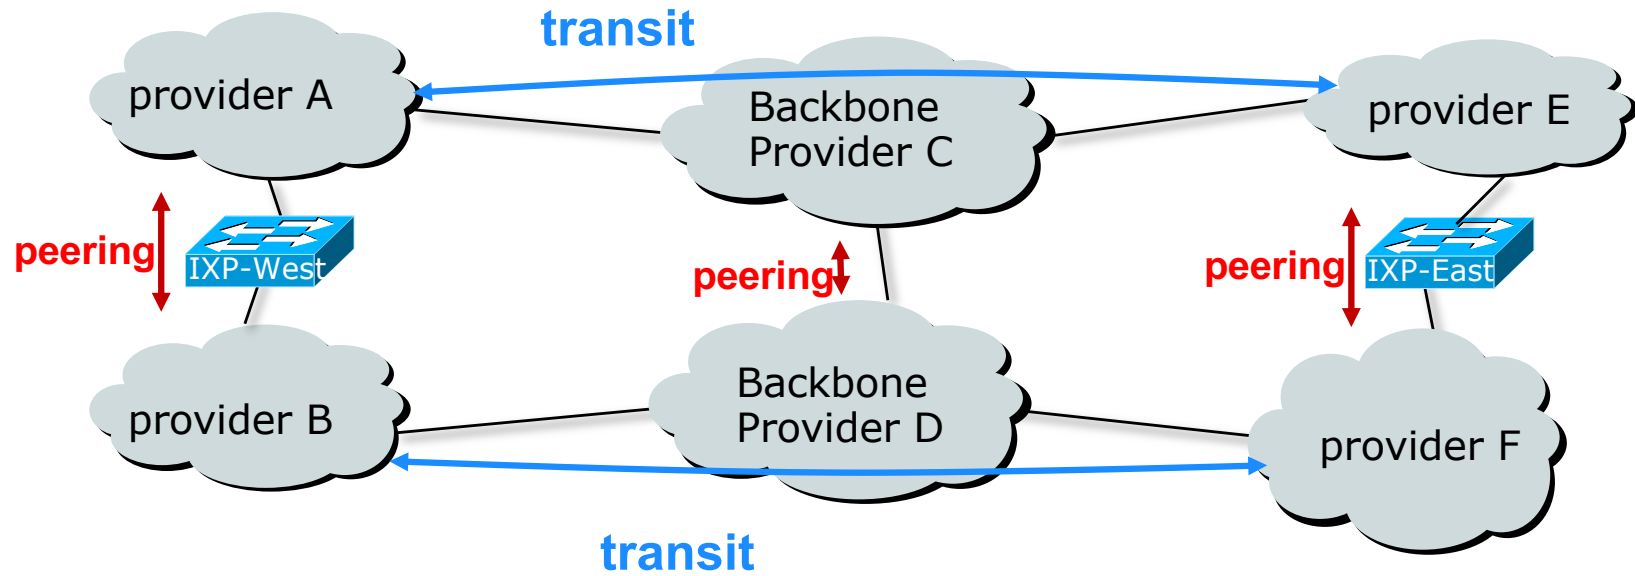 transit
provider A
Backbone
Provider C
provider E
peering
IXP-West
peering
peering
IXP-East
provider B
Backbone
Provider D
provider F
transit